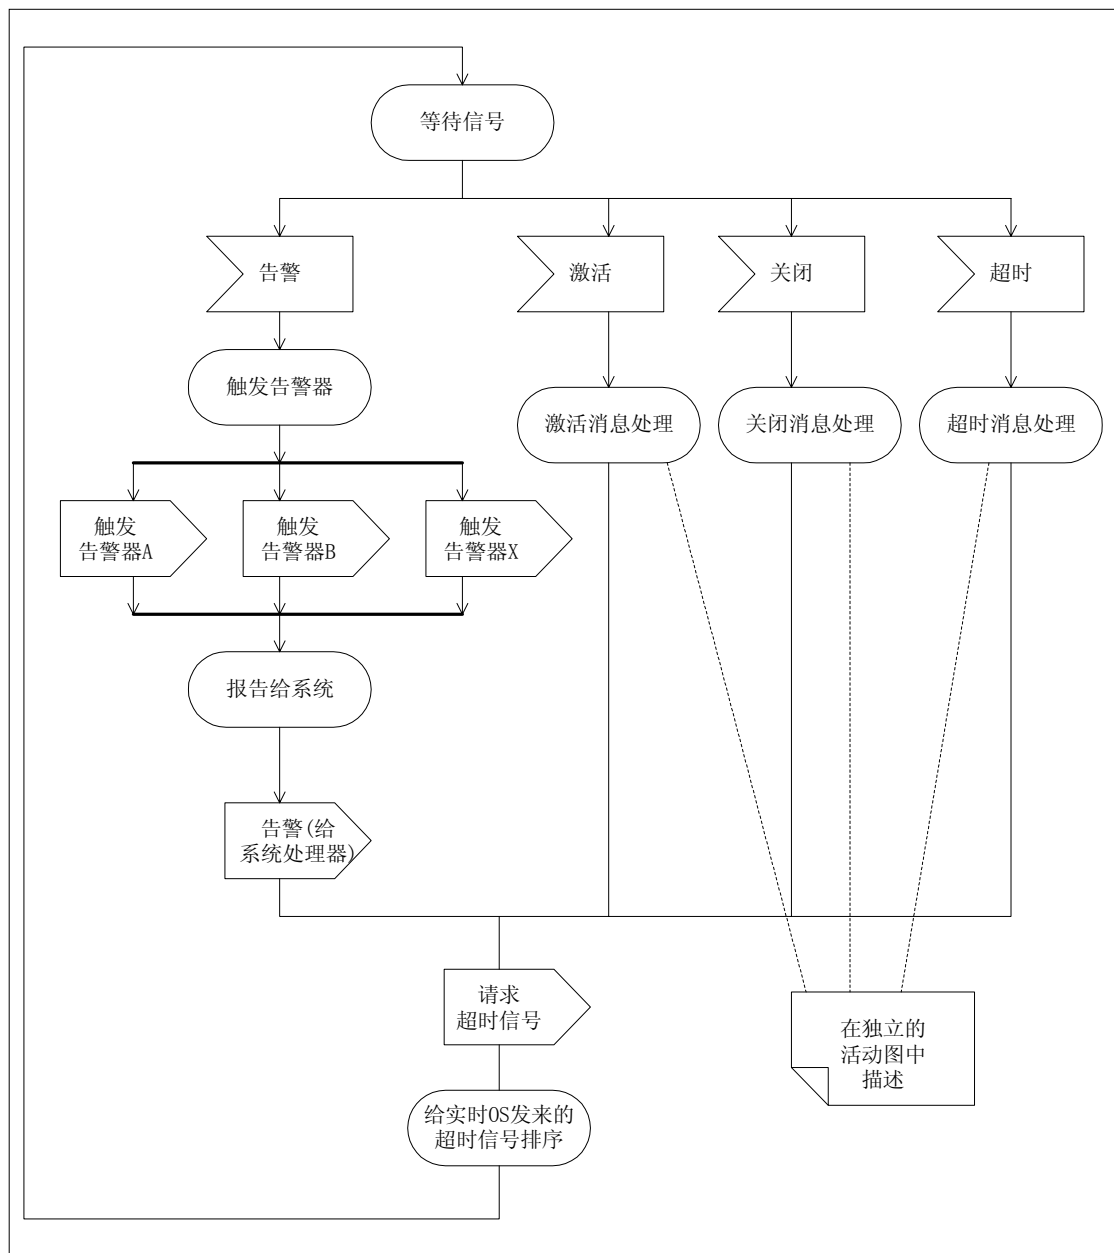 等待信号
告警
激活
关闭
超时
触发告警器
激活消息处理
关闭消息处理
超时消息处理
触发
告警器A
触发
告警器B
触发
告警器X
报告给系统
告警(给
系统处理器)
请求
超时信号
在独立的
活动图中
描述
给实时OS发来的
超时信号排序